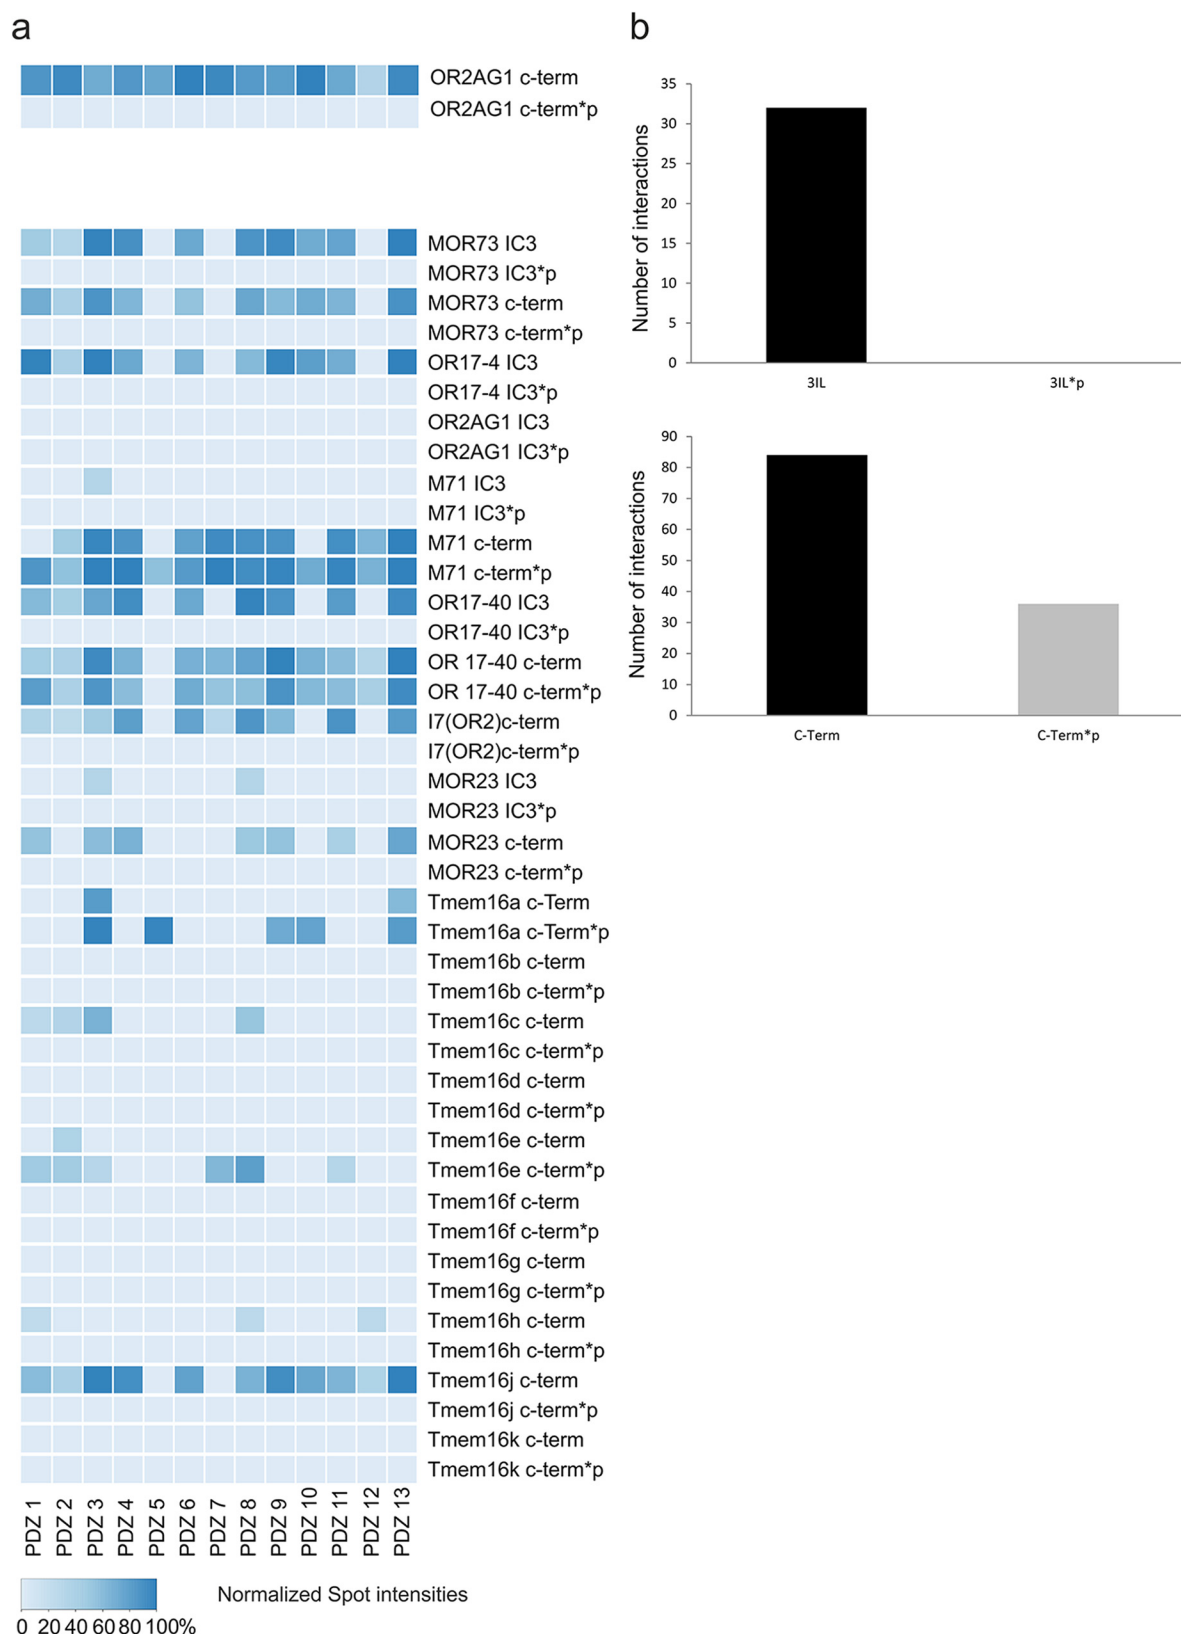 a
OR2AG1 c-term
OR2AG1 c-term*p
MOR73 IC3
MOR73 IC3*p
MOR73 c-term
MOR73 c-term*p
OR17-4 IC3
OR17-4 IC3*p
OR2AG1 IC3
OR2AG1 IC3*p
M71 IC3
M71 IC3*p
M71 c-term
M71 c-term*p
OR17-40 IC3
OR17-40 IC3*p
OR 17-40 c-term
OR 17-40 c-term*p
I7(OR2)c-term
I7(OR2)c-term*p
MOR23 IC3
MOR23 IC3*p
MOR23 c-term
MOR23 c-term*p
Tmem16a c-Term
Tmem16a c-Term*p
Tmem16b c-term
Tmem16b c-term*p
Tmem16c c-term
Tmem16c c-term*p
Tmem16d c-term
Tmem16d c-term*p
Tmem16e c-term
Tmem16e c-term*p
Tmem16f c-term
Tmem16f c-term*p
Tmem16g c-term
Tmem16g c-term*p
Tmem16h c-term
Tmem16h c-term*p
Tmem16j c-term
Tmem16j c-term*p
Tmem16k c-term
Tmem16k c-term*p
PDZ 1
PDZ 2
PDZ 3
PDZ 4
PDZ 5
PDZ 6
PDZ 7
PDZ 8
PDZ 9
PDZ 10
PDZ 11
PDZ 12
PDZ 13
Normalized Spot intensities
0 20 40 60 80 100%
b
Number of interactions
35
30
25
20
15
10
5
0
3IL 3IL*p
Number of interactions
90
80
70
60
50
40
30
20
10
0
C-Term C-Term*p